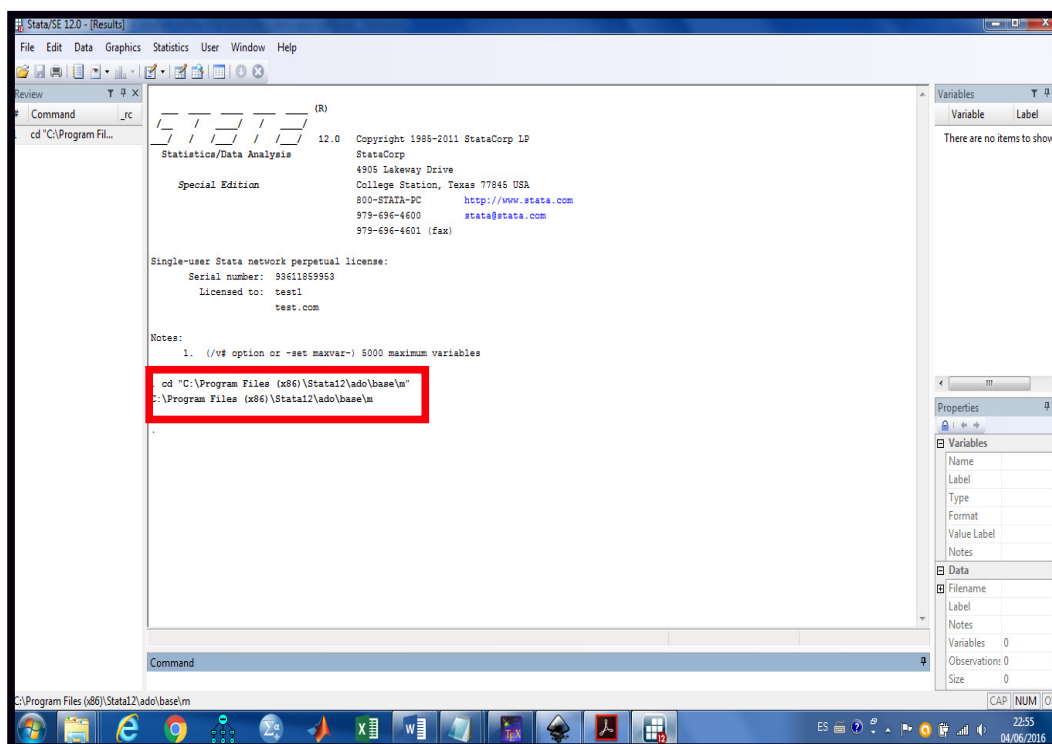 Stata/SE 12.0 - [Results]
File Edit Data Graphics Statistics User Window Help
Review
# Command _rc
cd "C:\Program Fil...
(R)
12.0 Copyright 1985-2011 StataCorp LP
Statistics/Data Analysis StataCorp
4905 Lakeway Drive
Special Edition College Station, Texas 77845 USA
800-STATA-PC http://www.stata.com
979-696-4600 stata@stata.com
979-696-4601 (fax)
Single-user Stata network perpetual license:
Serial number: 93611859953
Licensed to: test1
test.com
Notes:
1. (/v# option or -set maxvar-) 5000 maximum variables
. cd "C:\Program Files (x86)\Stata12\ado\base\m"
C:\Program Files (x86)\Stata12\ado\base\m
.
Command
Variables
Variable Label
There are no items to show
Properties
Variables
Name
Label
Type
Format
Value Label
Notes
Data
Filename
Label
Notes
Variables 0
Observations 0
Size 0
C:\Program Files (x86)\Stata12\ado\base\m
CAP NUM
ES
22:55
04/06/2016